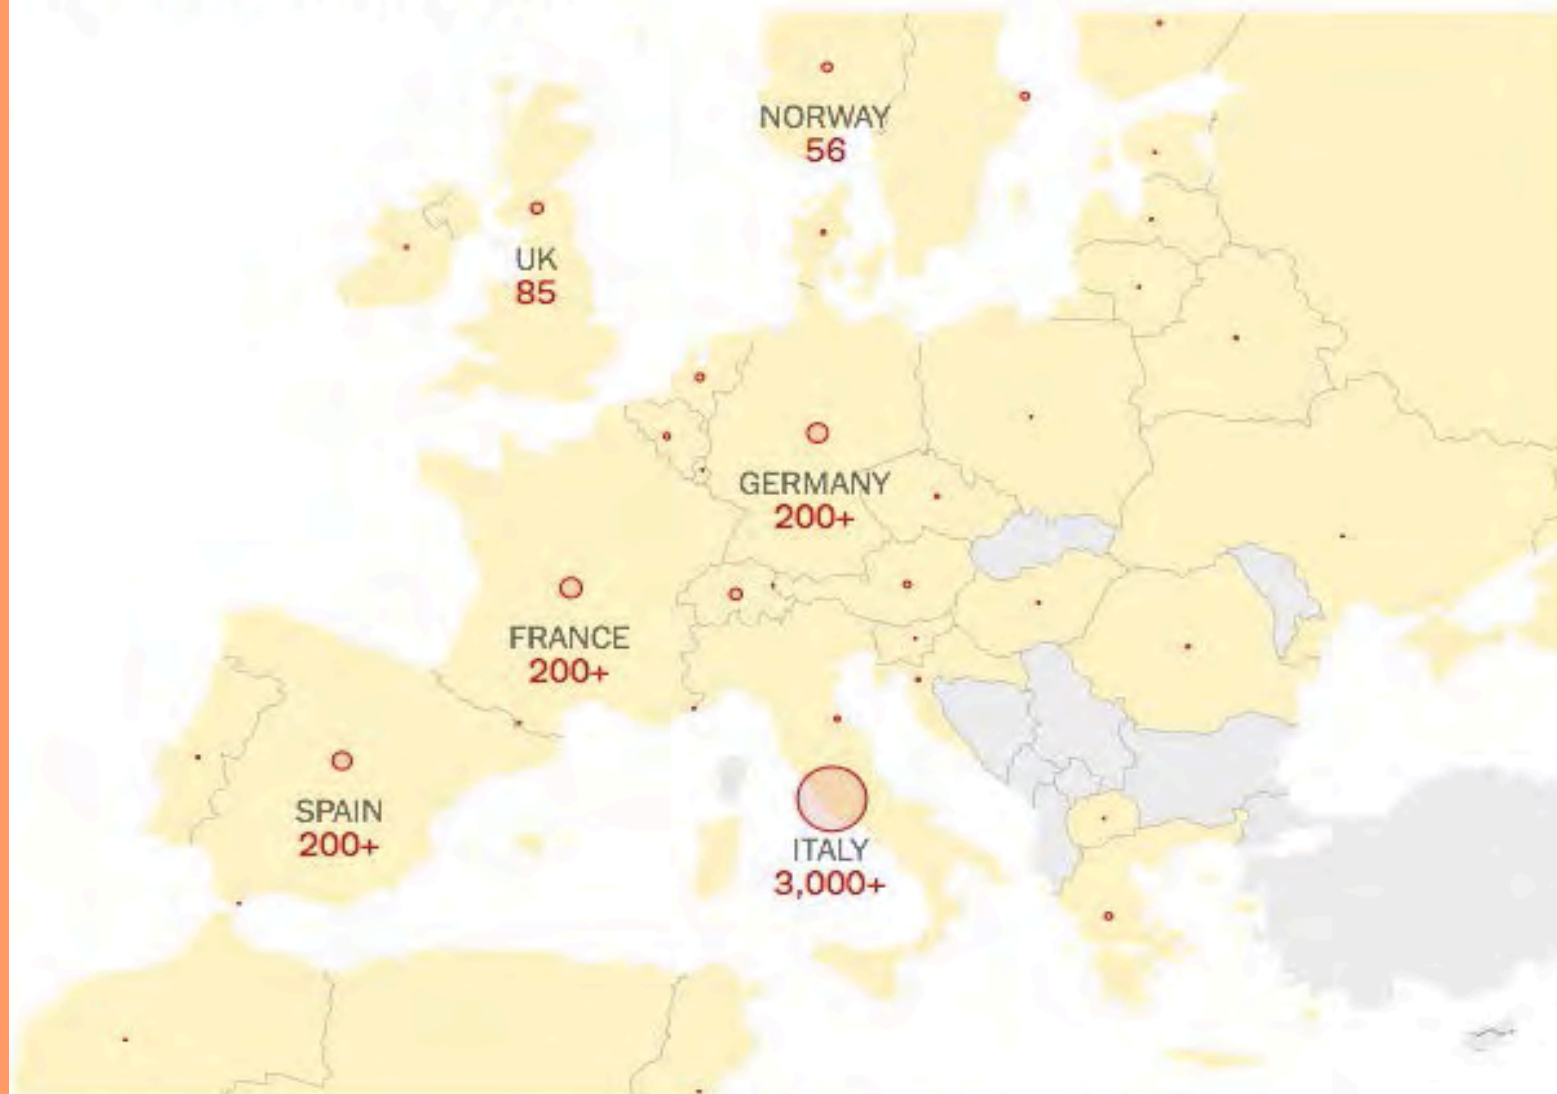 NORWAY
56
UK
85
GERMANY
200+
FRANCE
200+
SPAIN
200+
ITALY
3,000+